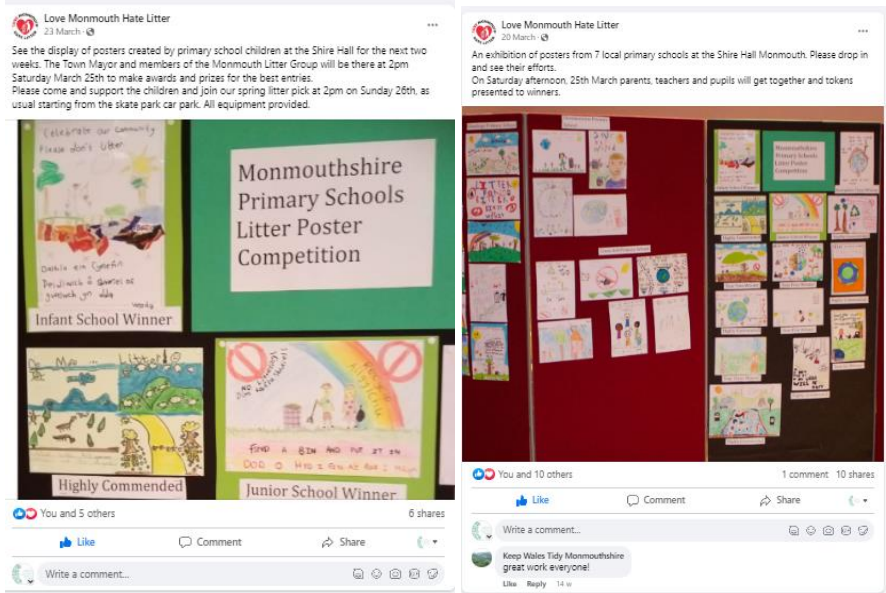 Love Monmouth Hate Litter
23 March ·
See the display of posters created by primary school children at the Shire Hall for the next two
weeks. The Town Mayor and members of the Monmouth Litter Group will be there at 2pm
Saturday March 25th to make awards and prizes for the best entries.
Please come and support the children and join our spring litter pick at 2pm on Sunday 26th, as
usual starting from the skate park car park. All equipment provided.
Celebrate our Community
Please don't litter
Infant School Winner
Monmouthshire
Primary Schools
Litter Poster
Competition
No More ... Litter!
Highly Commended
FIND A BIN AND PUT IT IN
Junior School Winner
You and 5 others
6 shares
Like
Comment
Share
Write a comment...
Love Monmouth Hate Litter
20 March ·
An exhibition of posters from 7 local primary schools at the Shire Hall Monmouth. Please drop in
and see their efforts.
On Saturday afternoon, 25th March parents, teachers and pupils will get together and tokens
presented to winners.
Monmouthshire
Primary Schools
Litter Poster
Competition
You and 10 others
1 comment 10 shares
Like
Comment
Share
Write a comment...
Keep Wales Tidy Monmouthshire
great work everyone!
Like Reply 14 w